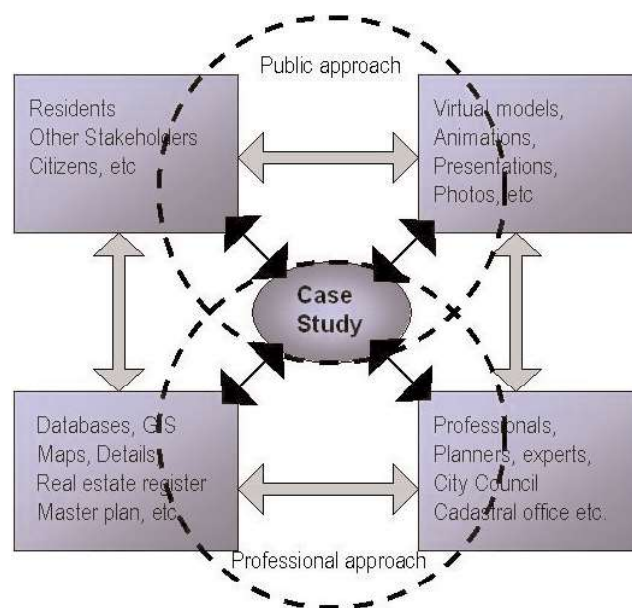 Public approach
Residents
Other Stakeholders
Citizens, etc
Virtual models,
Animations,
Presentations,
Photos, etc
Case
Study
Databases, GIS
Maps, Details
Real estate register
Master plan, etc
Professionals,
Planners, experts,
City Council
Cadastral office etc.
Professional approach